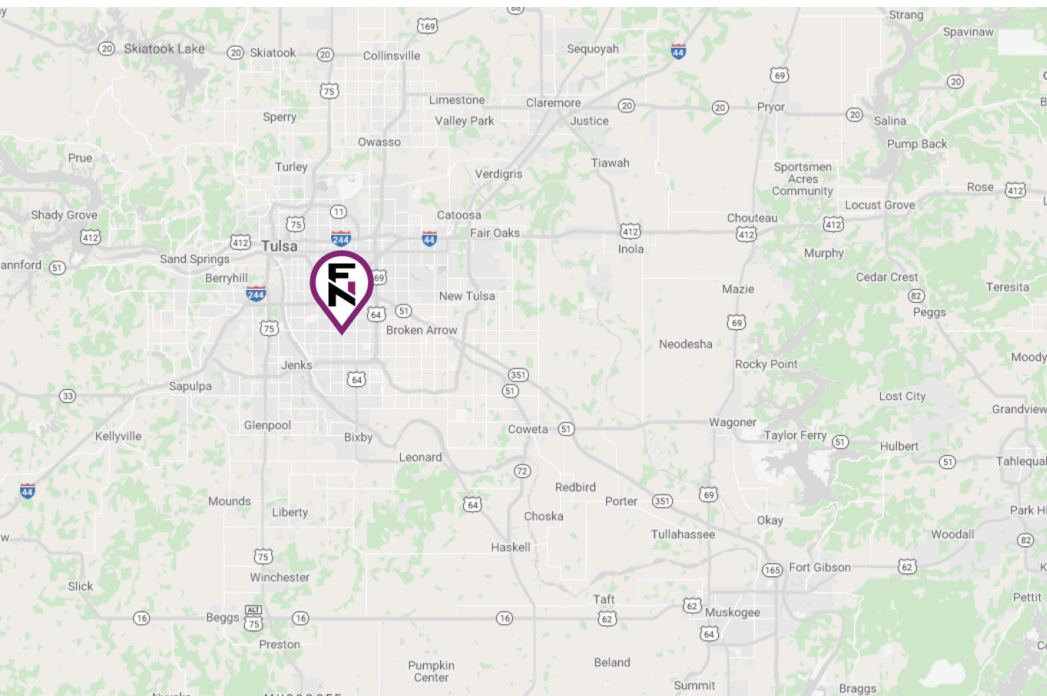 88
Strang
169
Spavinaw
20
Skiatook Lake
20
Skiatook
20
Collinsville
Sequoyah
44
69
20
75
Limestone
Claremore
20
20
Pryor
20
Sperry
Valley Park
Justice
Salina
Owasso
Pump Back
Prue
Turley
Verdigris
Tiawah
Sportsmen
Acres
Community
Rose
412
Locust Grove
Shady Grove
11
75
Catoosa
Chouteau
412
412
412
Tulsa
244
44
Fair Oaks
412
Inola
412
Murphy
annford
51
Sand Springs
Berryhill
FN
69
Cedar Crest
Teresita
244
New Tulsa
Mazie
82
Peggs
64
51
75
Broken Arrow
69
Neodesha
Rocky Point
Moody
Jenks
64
351
51
Sapulpa
33
Lost City
Grandview
Kellyville
Glenpool
Bixby
Coweta
51
Wagoner
Taylor Ferry
51
Hulbert
Leonard
51
Tahlequal
44
72
Redbird
Mounds
Liberty
64
Porter
351
69
Choska
Okay
Park Hi
Tullahassee
Woodall
82
Haskell
75
Winchester
165
Fort Gibson
62
Slick
Taft
Pettit
16
Beggs
ALT
75
16
16
62
62
Muskogee
64
Preston
Pumpkin
Center
Beland
Summit
Braggs